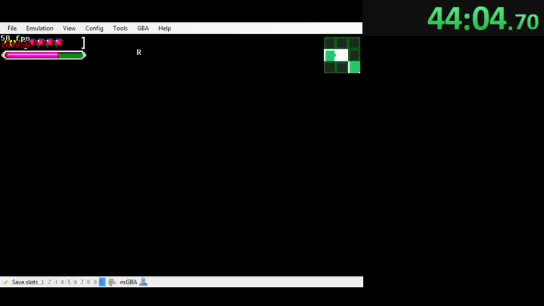 44:04.70
File Emulation View Config Tools GBA Help
58 fps
R
Save slots 1 2 3 4 5 6 7 8 9 mGBA